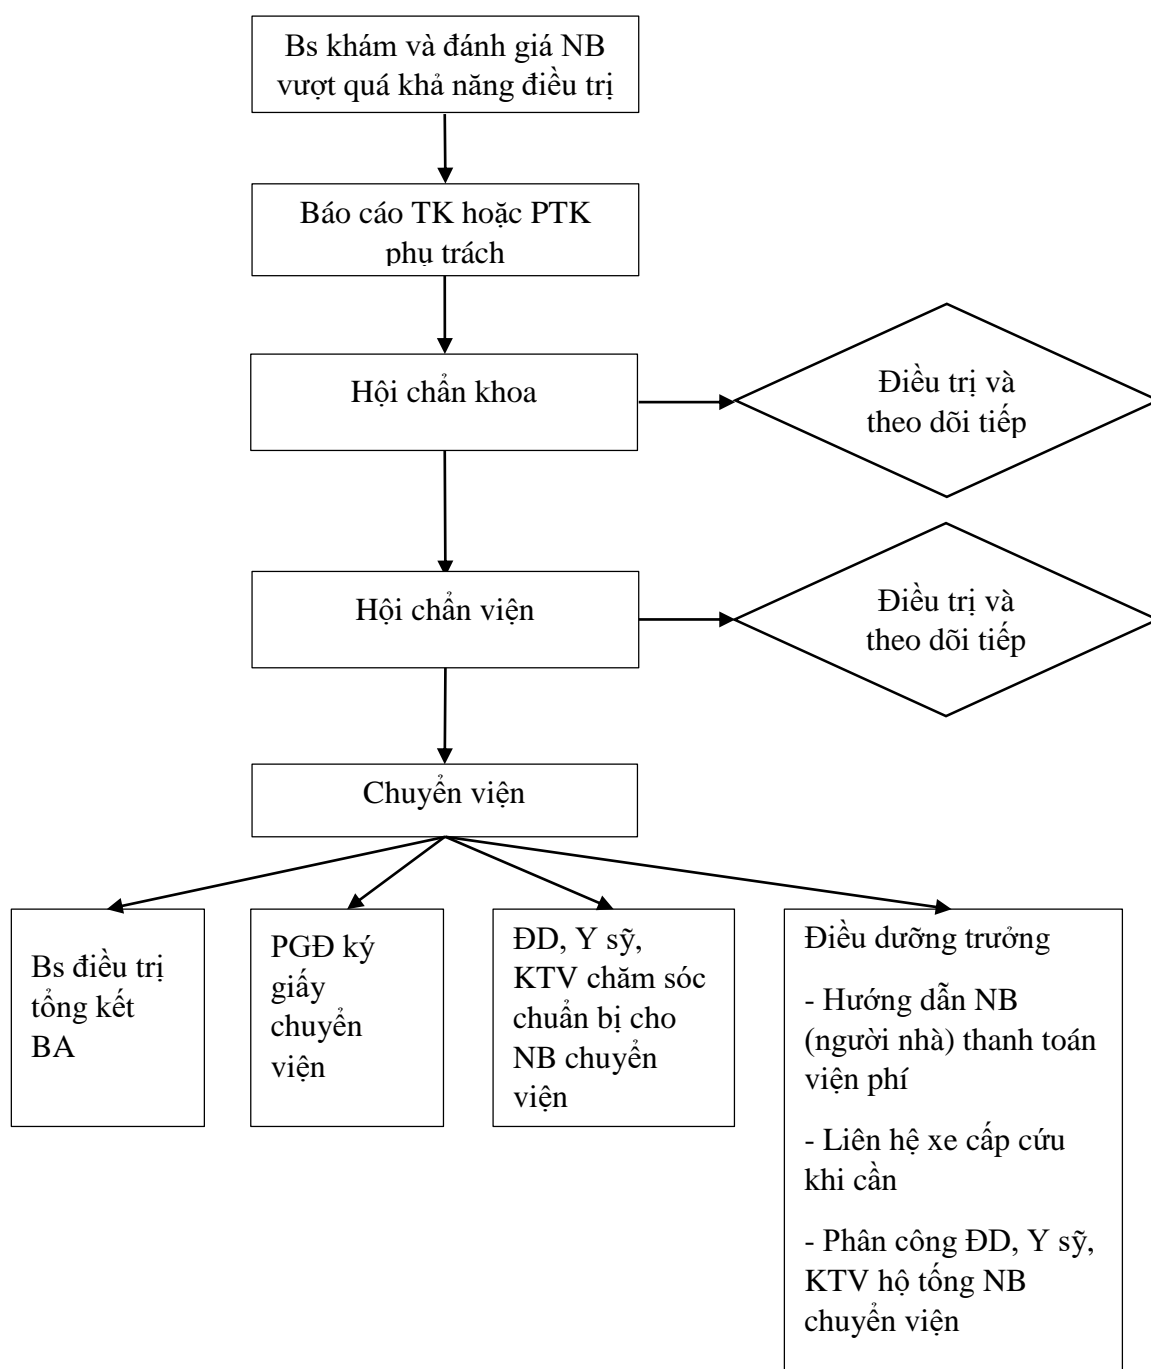 Bs khám và đánh giá NB
vượt quá khả năng điều trị
Báo cáo TK hoặc PTK
phụ trách
Hội chẩn khoa
Điều trị và
theo dõi tiếp
Hội chẩn viện
Điều trị và
theo dõi tiếp
Chuyển viện
Bs điều trị
tổng kết
BA
PGĐ ký
giấy
chuyển
viện
ĐD, Y sỹ,
KTV chăm sóc
chuẩn bị cho
NB chuyển
viện
Điều dưỡng trưởng
- Hướng dẫn NB
(người nhà) thanh toán
viện phí
- Liên hệ xe cấp cứu
khi cần
- Phân công ĐD, Y sỹ,
KTV hộ tống NB
chuyển viện